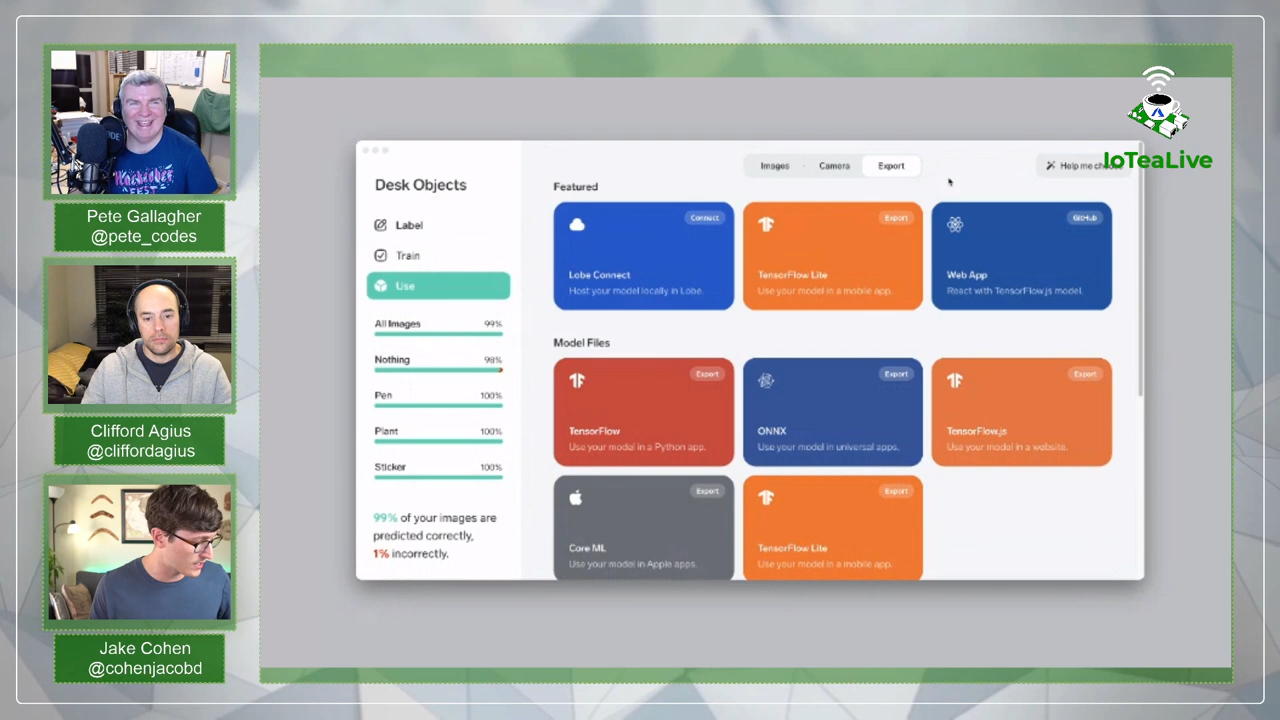 Pete Gallagher
@pete_codes
Clifford Agius
@cliffordagius
Jake Cohen
@cohenjacobd
IoTeaLive
Desk Objects
Label
Train
Use
All Images 99%
Nothing 98%
Pen 100%
Plant 100%
Sticker 100%
99% of your images are
predicted correctly,
1% incorrectly.
Images
Camera
Export
Help me
Featured
Connect
Lobe Connect
Host your model locally in Lobe.
Export
TensorFlow Lite
Use your model in a mobile app.
GitHub
Web App
React with TensorFlow.js model.
Model Files
Export
TensorFlow
Use your model in a Python app.
Export
ONNX
Use your model in universal apps.
Export
TensorFlow.js
Use your model in a website.
Export
Core ML
Use your model in Apple apps.
Export
TensorFlow Lite
Use your model in a mobile app.